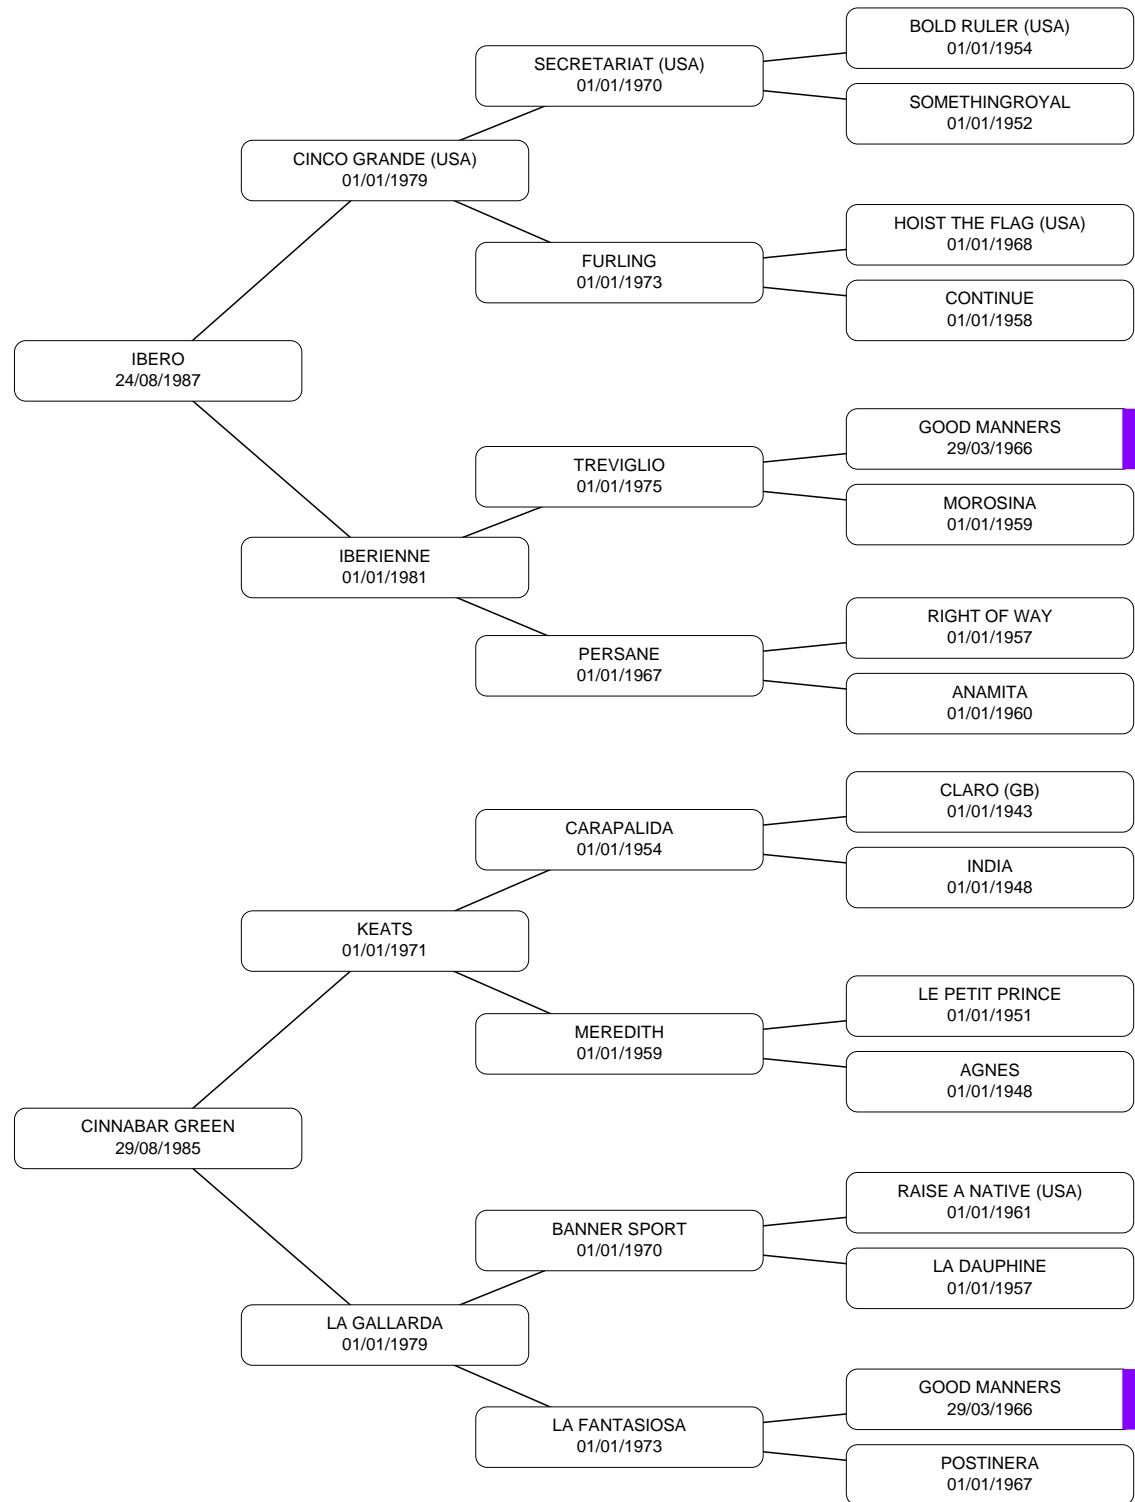 BOLD RULER (USA)
01/01/1954
SECRETARIAT (USA)
01/01/1970
SOMETHINGROYAL
01/01/1952
CINCO GRANDE (USA)
01/01/1979
HOIST THE FLAG (USA)
01/01/1968
FURLING
01/01/1973
CONTINUE
01/01/1958
IBERO
24/08/1987
GOOD MANNERS
29/03/1966
TREVIGLIO
01/01/1975
MOROSINA
01/01/1959
IBERIENNE
01/01/1981
RIGHT OF WAY
01/01/1957
PERSANE
01/01/1967
ANAMITA
01/01/1960
CLARO (GB)
01/01/1943
CARAPALIDA
01/01/1954
INDIA
01/01/1948
KEATS
01/01/1971
LE PETIT PRINCE
01/01/1951
MEREDITH
01/01/1959
AGNES
01/01/1948
CINNABAR GREEN
29/08/1985
RAISE A NATIVE (USA)
01/01/1961
BANNER SPORT
01/01/1970
LA DAUPHINE
01/01/1957
LA GALLARDA
01/01/1979
GOOD MANNERS
29/03/1966
LA FANTASIOSA
01/01/1973
POSTINERA
01/01/1967